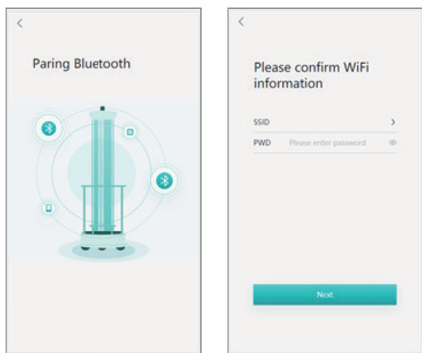 Paring Bluetooth
Please confirm WiFi
information
SSID
PWD Please enter password
Next